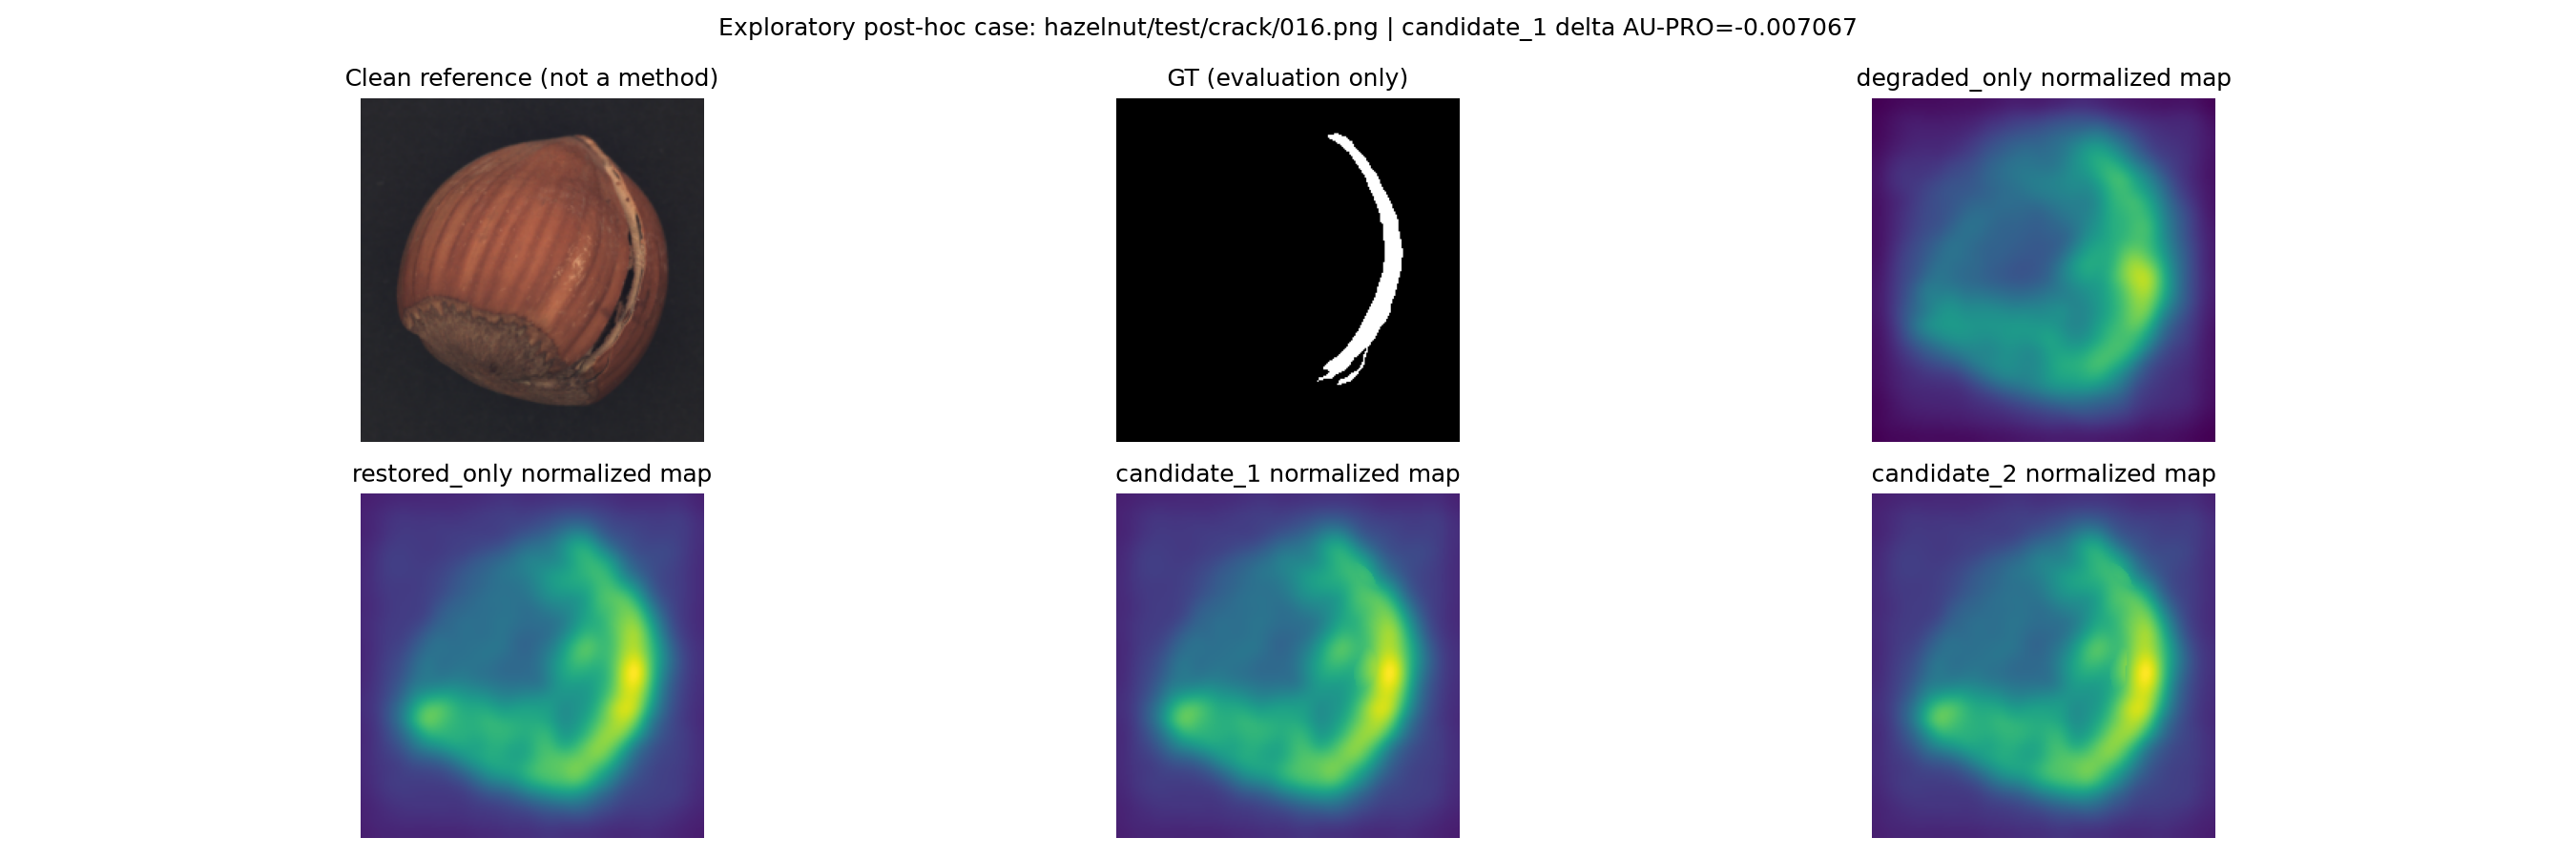 Exploratory post-hoc case: hazelnut/test/crack/016.png | candidate_1 delta AU-PRO=-0.007067
Clean reference (not a method)
GT (evaluation only)
degraded_only normalized map
restored_only normalized map
candidate_1 normalized map
candidate_2 normalized map